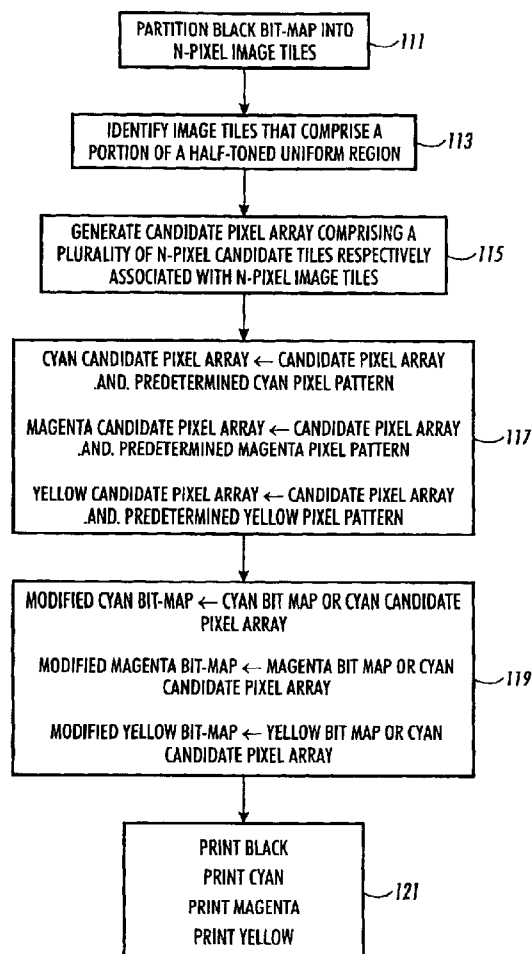 PARTITION BLACK BIT-MAP INTO
N-PIXEL IMAGE TILES
111
IDENTIFY IMAGE TILES THAT COMPRISE A
PORTION OF A HALF-TONED UNIFORM REGION
113
GENERATE CANDIDATE PIXEL ARRAY COMPRISING A
PLURALITY OF N-PIXEL CANDIDATE TILES RESPECTIVELY
ASSOCIATED WITH N-PIXEL IMAGE TILES
115
CYAN CANDIDATE PIXEL ARRAY ← CANDIDATE PIXEL ARRAY
.AND. PREDETERMINED CYAN PIXEL PATTERN
MAGENTA CANDIDATE PIXEL ARRAY ← CANDIDATE PIXEL ARRAY
.AND. PREDETERMINED MAGENTA PIXEL PATTERN
YELLOW CANDIDATE PIXEL ARRAY ← CANDIDATE PIXEL ARRAY
.AND. PREDETERMINED YELLOW PIXEL PATTERN
117
MODIFIED CYAN BIT-MAP ← CYAN BIT MAP OR CYAN CANDIDATE
PIXEL ARRAY
MODIFIED MAGENTA BIT-MAP ← MAGENTA BIT MAP OR CYAN
CANDIDATE PIXEL ARRAY
MODIFIED YELLOW BIT-MAP ← YELLOW BIT MAP OR CYAN
CANDIDATE PIXEL ARRAY
119
PRINT BLACK
PRINT CYAN
PRINT MAGENTA
PRINT YELLOW
121